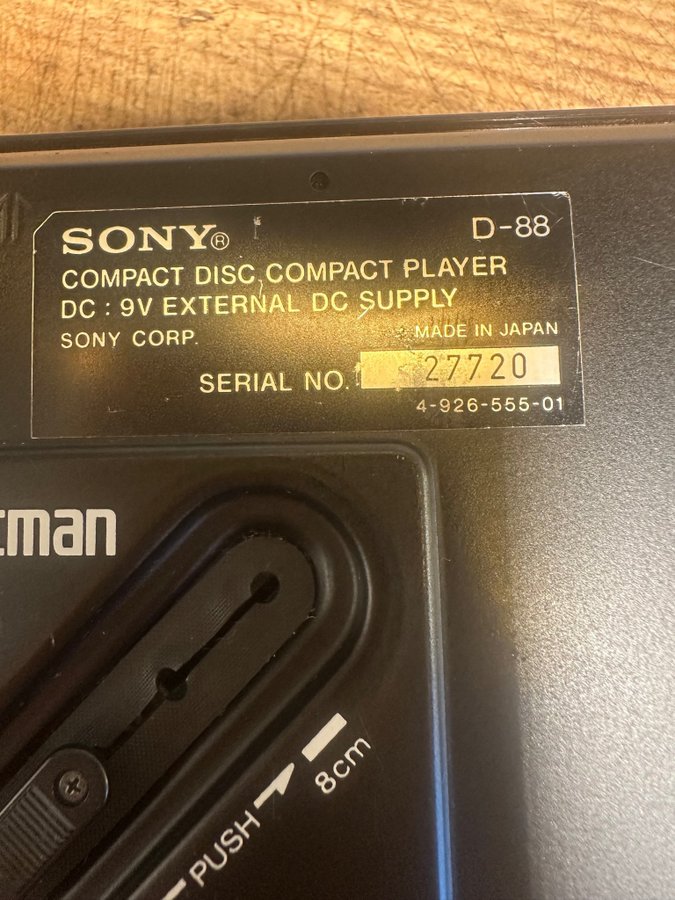 SONY® D-88
COMPACT DISC COMPACT PLAYER
DC : 9V EXTERNAL DC SUPPLY
SONY CORP. MADE IN JAPAN
SERIAL NO. 27720
4-926-555-01
cman
8cm
PUSH